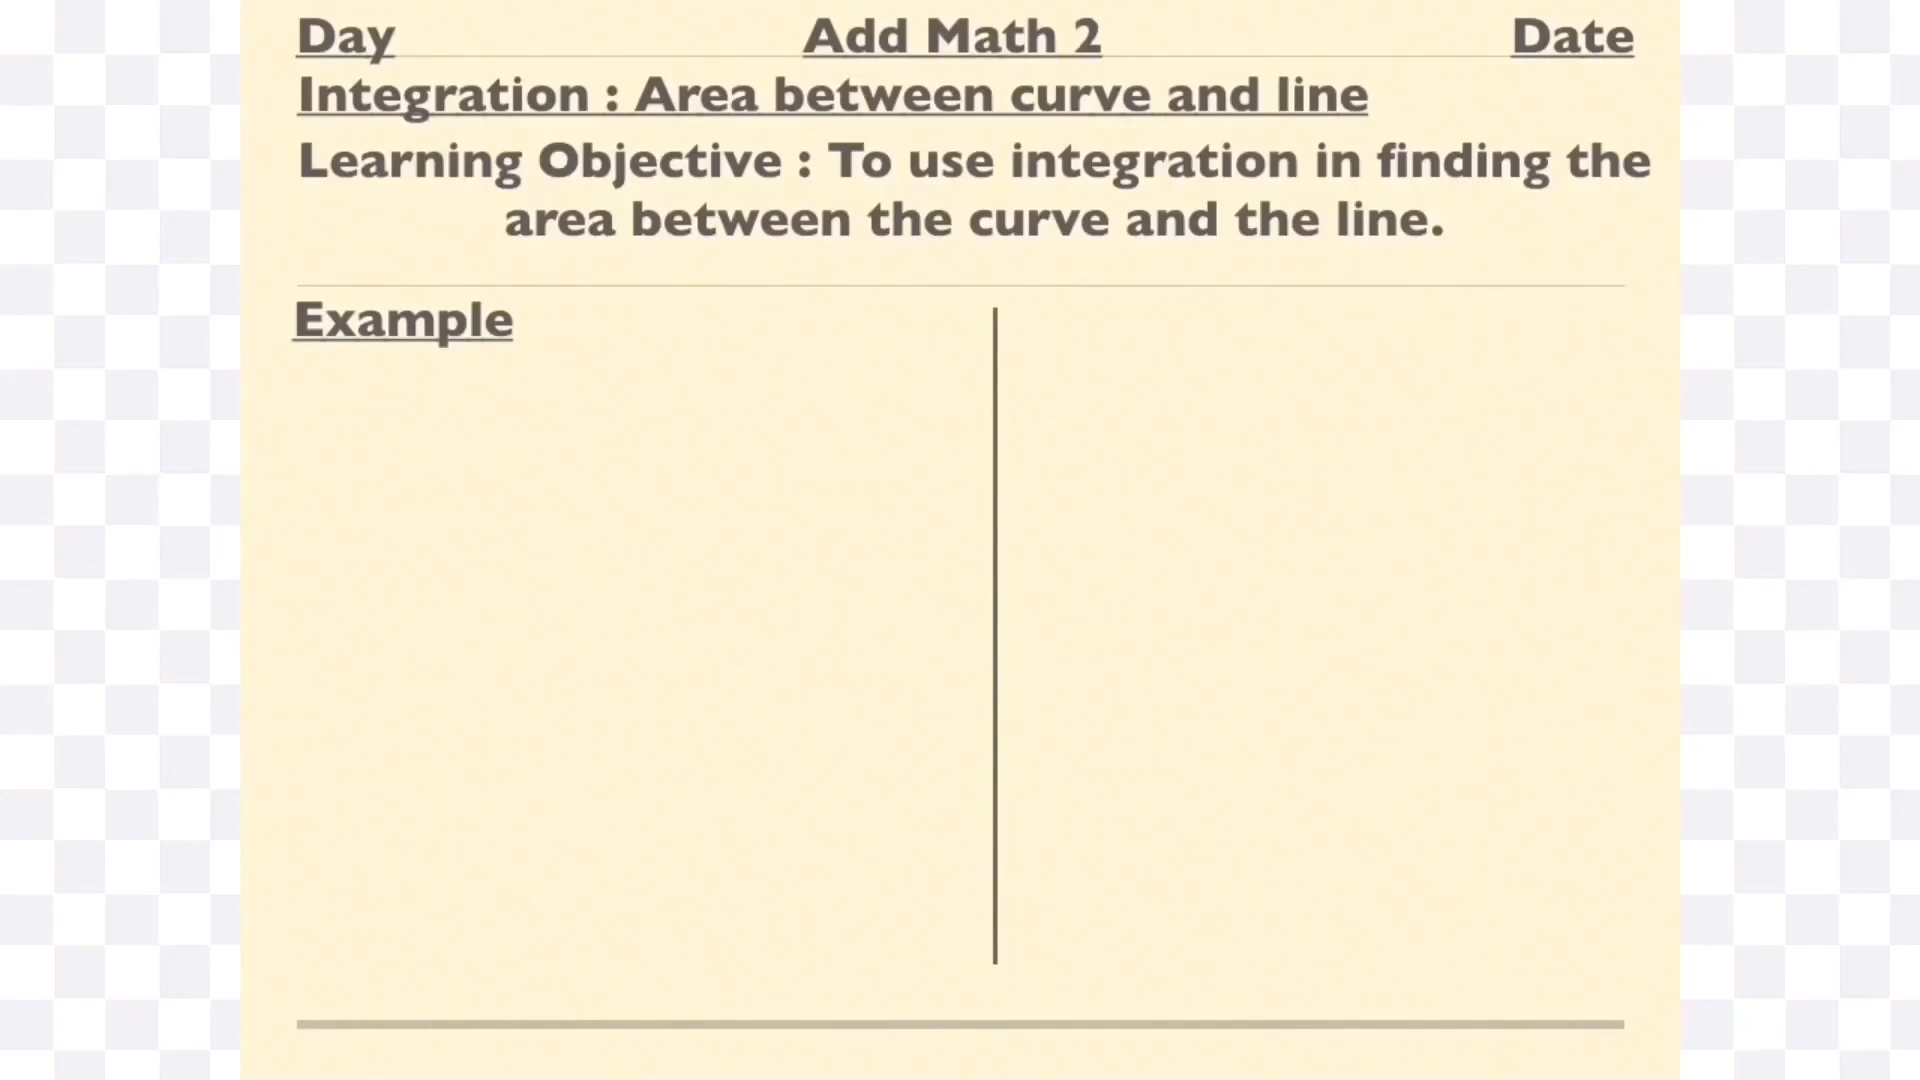 Day Add Math 2 Date
Integration : Area between curve and line
Learning Objective : To use integration in finding the
area between the curve and the line.
Example